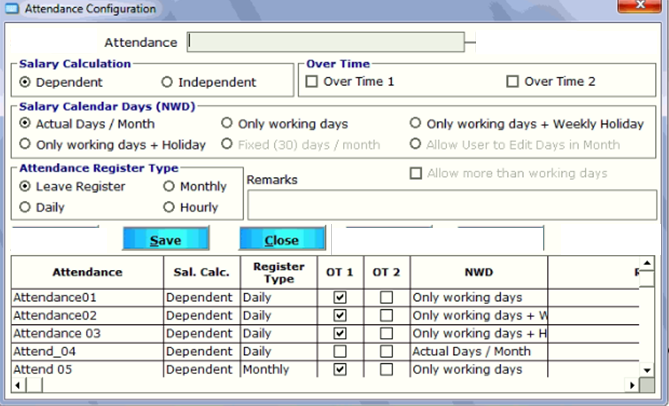 Attendance Configuration
Attendance
Salary Calculation
Dependent Independent
Over Time
Over Time 1 Over Time 2
Salary Calendar Days (NWD)
Actual Days / Month Only working days Only working days + Weekly Holiday
Only working days + Holiday Fixed (30) days / month Allow User to Edit Days in Month
Attendance Register Type
Leave Register Monthly
Daily Hourly
Remarks
Allow more than working days
Save Close
Attendance Sal. Calc. Register Type OT 1 OT 2 NWD
Attendance01 Dependent Daily Only working days
Attendance02 Dependent Daily Only working days + W
Attendance 03 Dependent Daily Only working days + H
Attend_04 Dependent Daily Actual Days / Month
Attend 05 Dependent Monthly Only working days